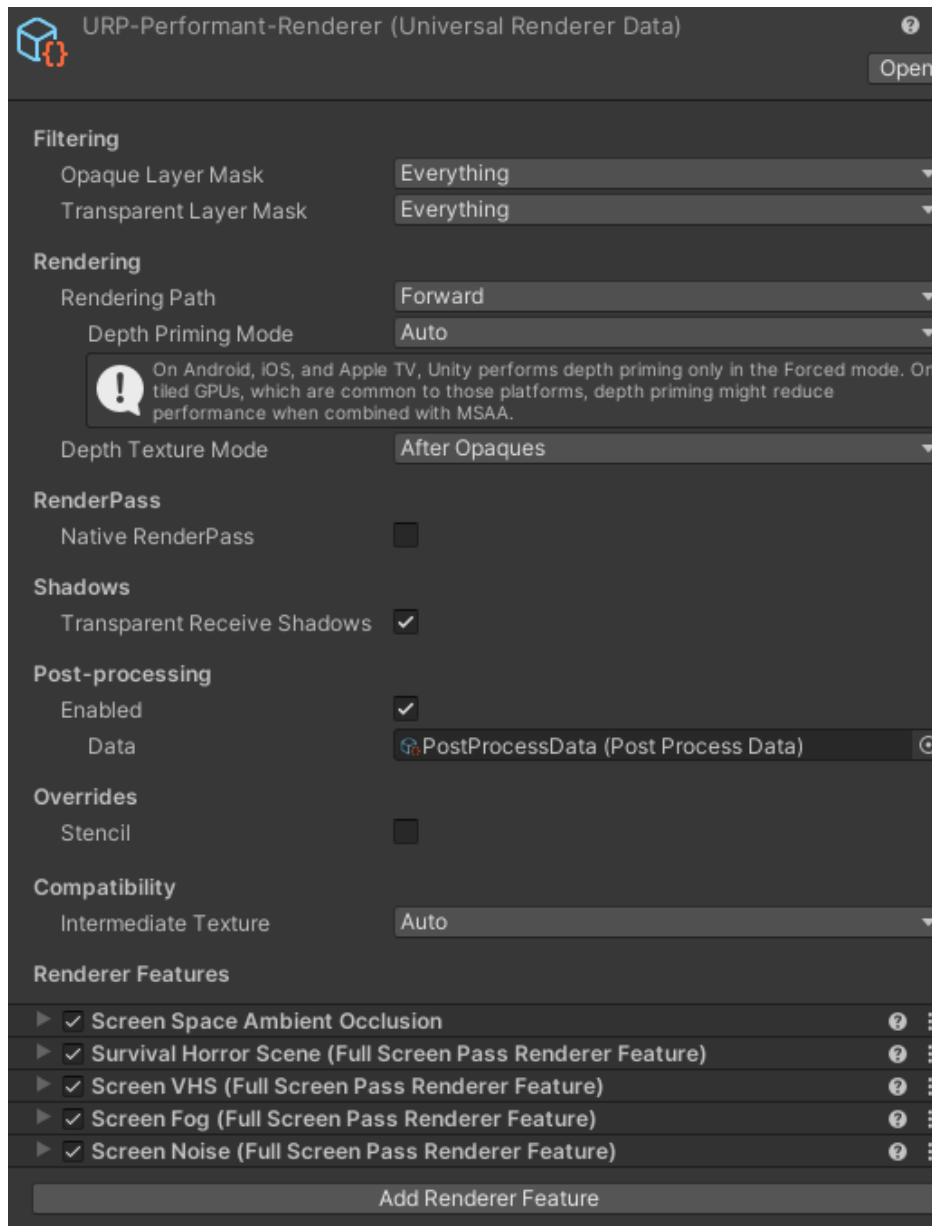 URP-Performant-Renderer (Universal Renderer Data)
Open
Filtering
Opaque Layer Mask Everything
Transparent Layer Mask Everything
Rendering
Rendering Path Forward
Depth Priming Mode Auto
On Android, iOS, and Apple TV, Unity performs depth priming only in the Forced mode. On
tiled GPUs, which are common to those platforms, depth priming might reduce
performance when combined with MSAA.
Depth Texture Mode After Opaques
RenderPass
Native RenderPass
Shadows
Transparent Receive Shadows
Post-processing
Enabled
Data PostProcessData (Post Process Data)
Overrides
Stencil
Compatibility
Intermediate Texture Auto
Renderer Features
Screen Space Ambient Occlusion
Survival Horror Scene (Full Screen Pass Renderer Feature)
Screen VHS (Full Screen Pass Renderer Feature)
Screen Fog (Full Screen Pass Renderer Feature)
Screen Noise (Full Screen Pass Renderer Feature)
Add Renderer Feature